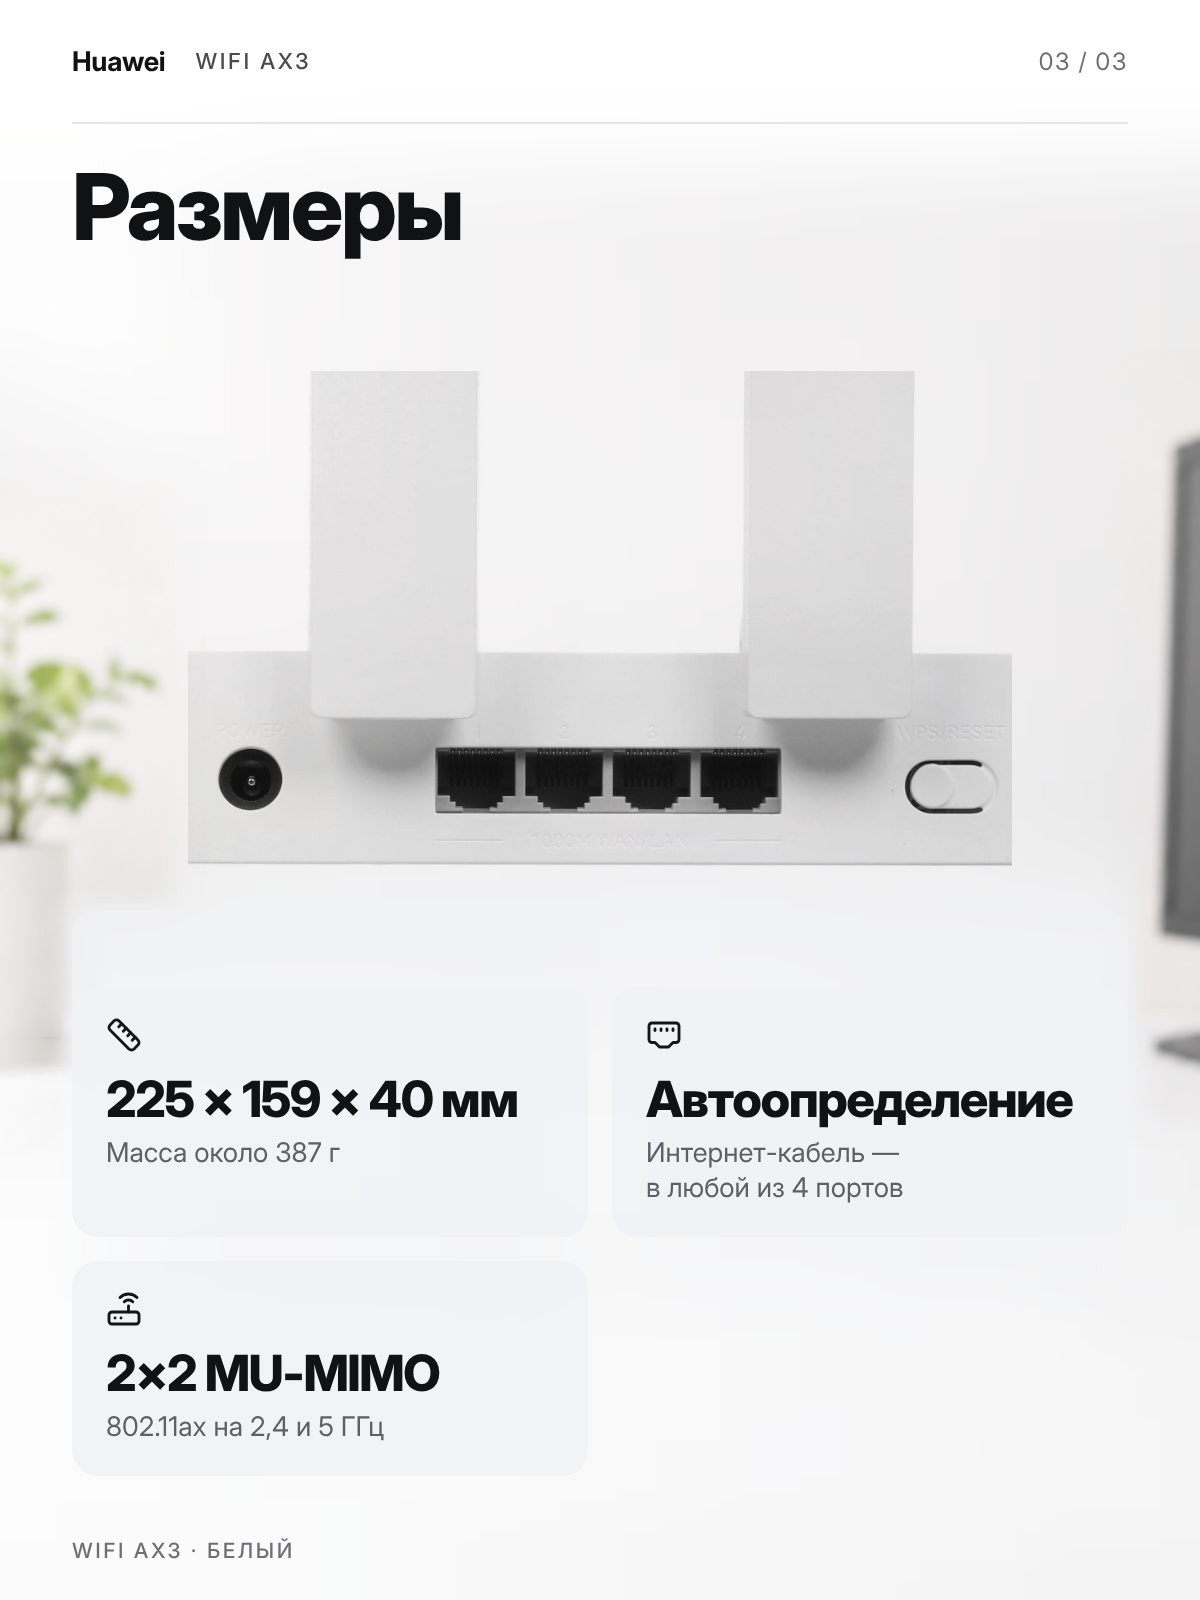 Huawei WIFI AX3 03 / 03
Размеры
POWER 1 2 3 4 WPS/RESET
1000M WAN/LAN
225 × 159 × 40 мм
Масса около 387 г
Автоопределение
Интернет-кабель —
в любой из 4 портов
2×2 MU-MIMO
802.11ax на 2,4 и 5 ГГц
WIFI AX3 · БЕЛЫЙ